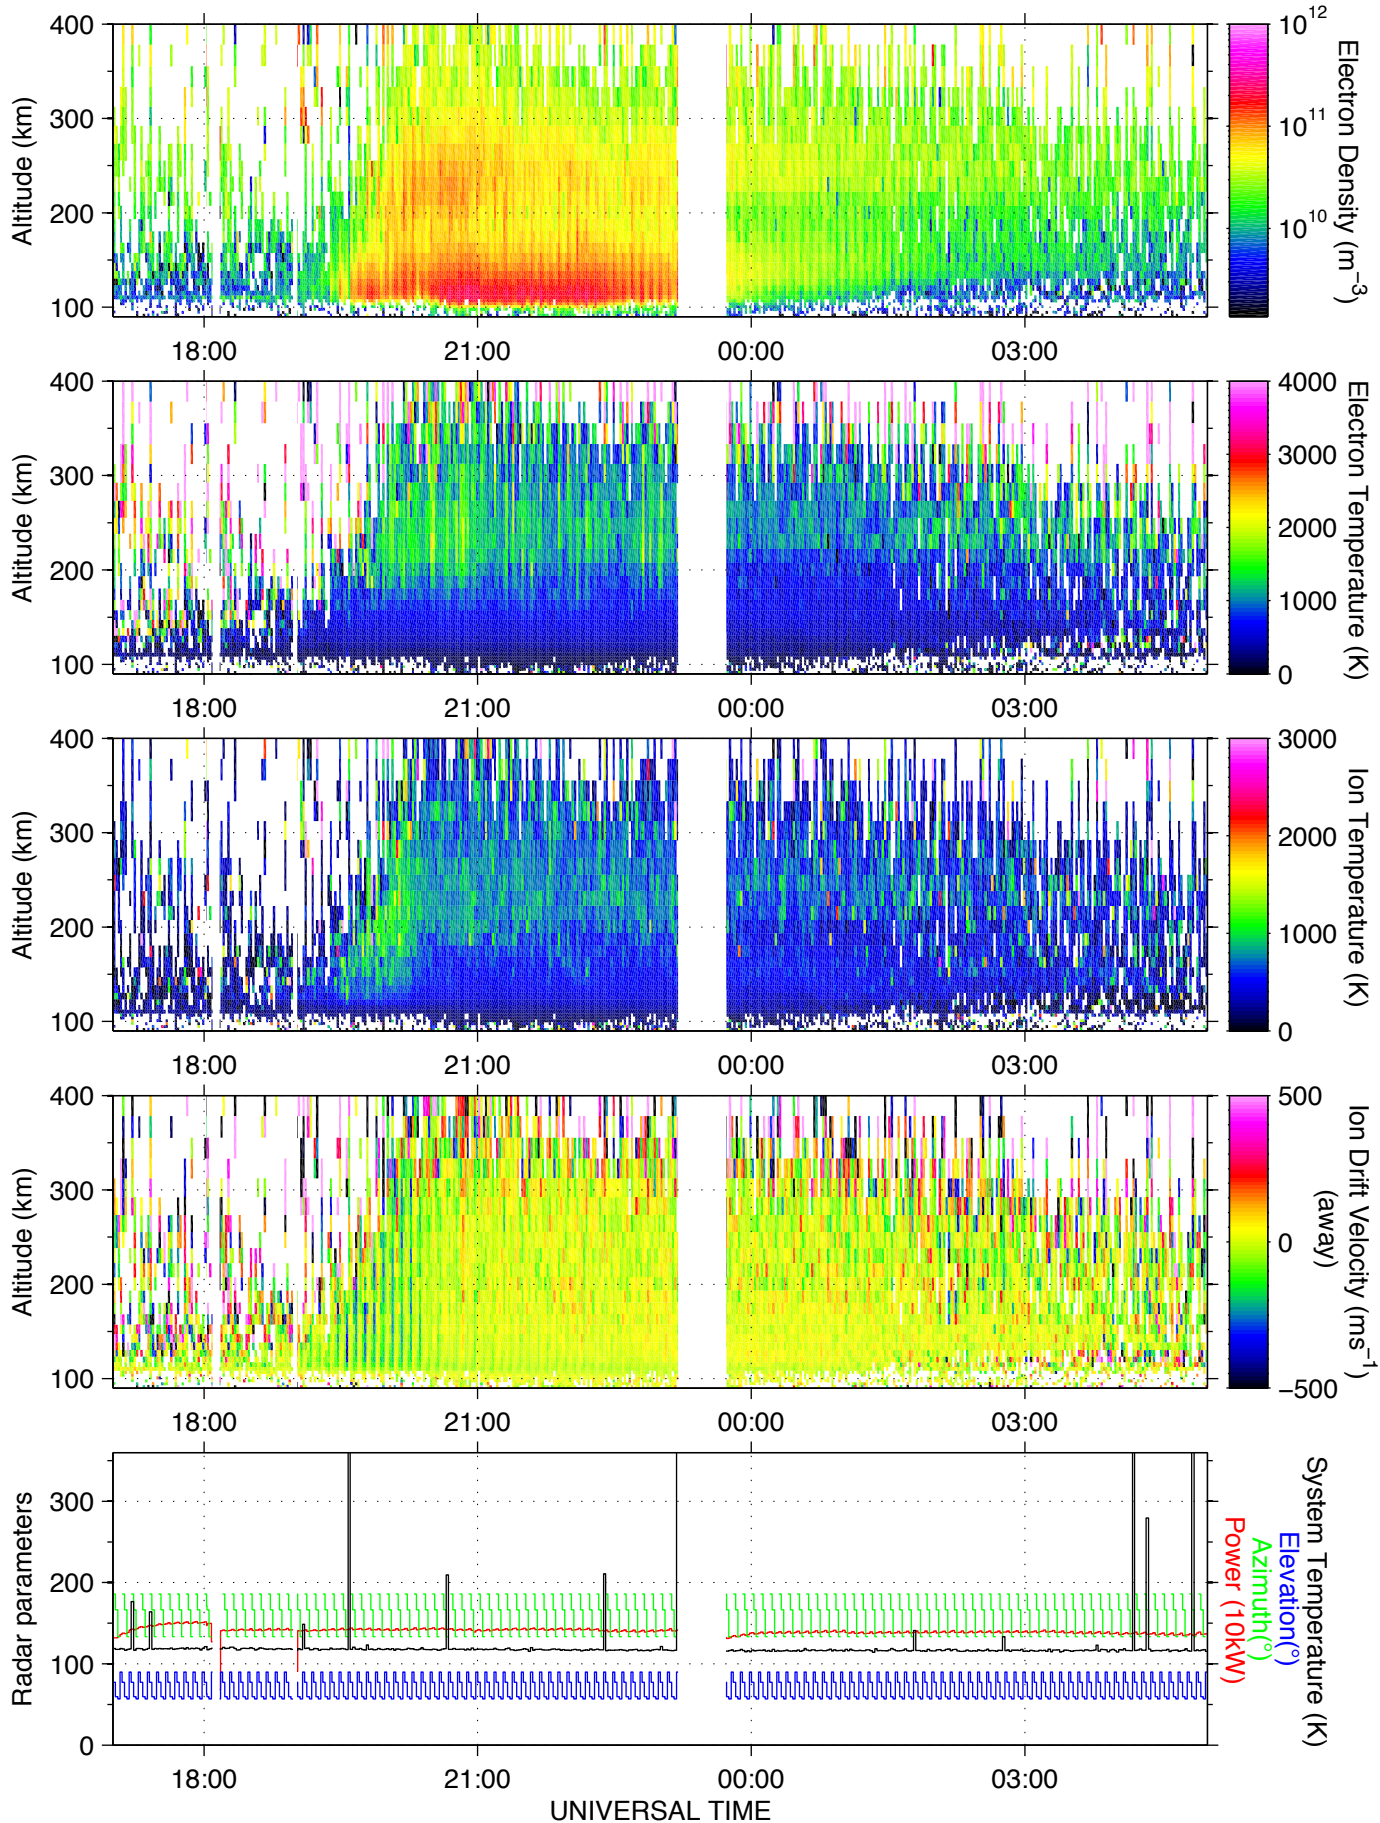 400
300
200
100
Altitude (km)
18:00 21:00 00:00 03:00
10^12
10^11
10^10
Electron Density (m^−3)
400
300
200
100
Altitude (km)
18:00 21:00 00:00 03:00
4000
3000
2000
1000
0
Electron Temperature (K)
400
300
200
100
Altitude (km)
18:00 21:00 00:00 03:00
3000
2000
1000
0
Ion Temperature (K)
400
300
200
100
Altitude (km)
18:00 21:00 00:00 03:00
500
0
−500
Ion Drift Velocity (ms^−1)
(away)
300
200
100
0
Radar parameters
18:00 21:00 00:00 03:00
UNIVERSAL TIME
System Temperature (K)
Elevation(°)
Azimuth(°)
Power (10kW)